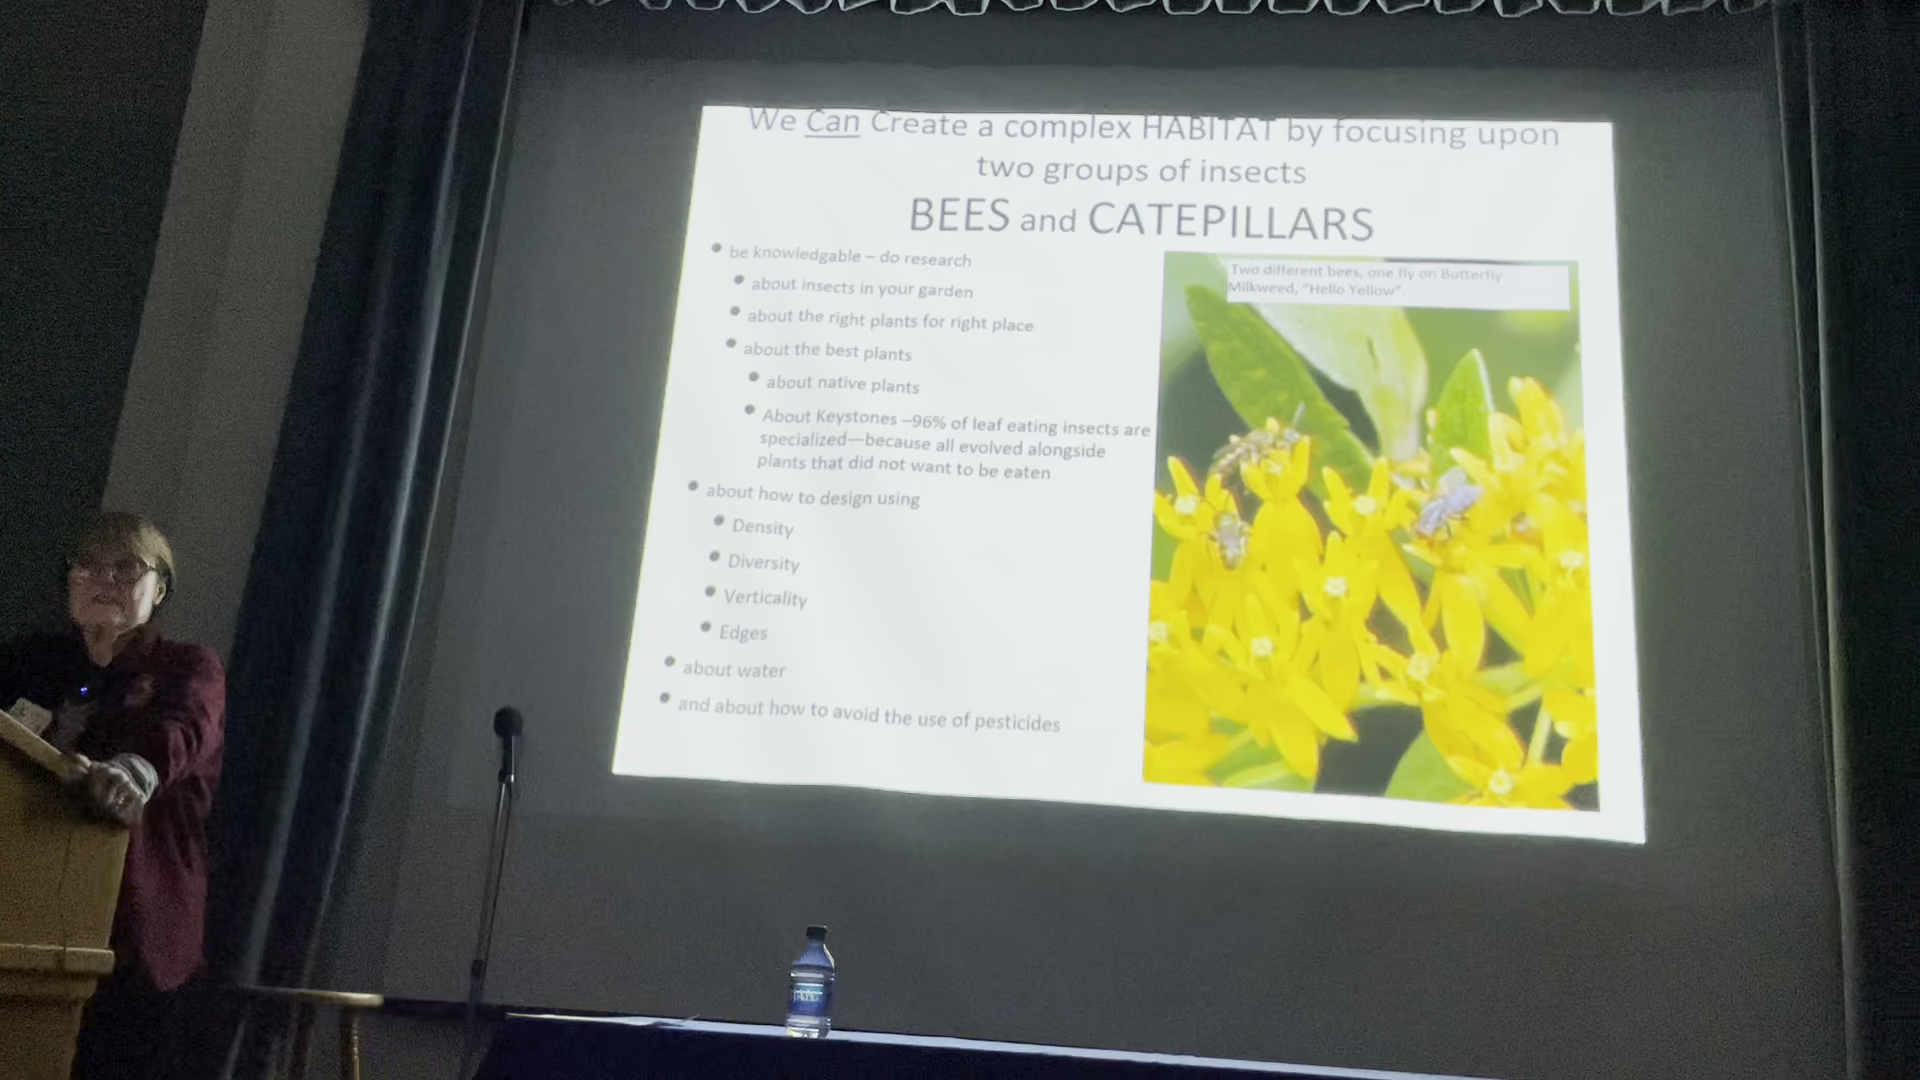 We Can Create a complex HABITAT by focusing upon
two groups of insects
BEES and CATEPILLARS
• be knowledgable – do research
• about insects in your garden
• about the right plants for right place
• about the best plants
• about native plants
• About Keystones –96% of leaf eating insects are
specialized—because all evolved alongside
plants that did not want to be eaten
• about how to design using
• Density
• Diversity
• Verticality
• Edges
• about water
• and about how to avoid the use of pesticides
Two different bees, one fly on Butterfly
Milkweed, "Hello Yellow".